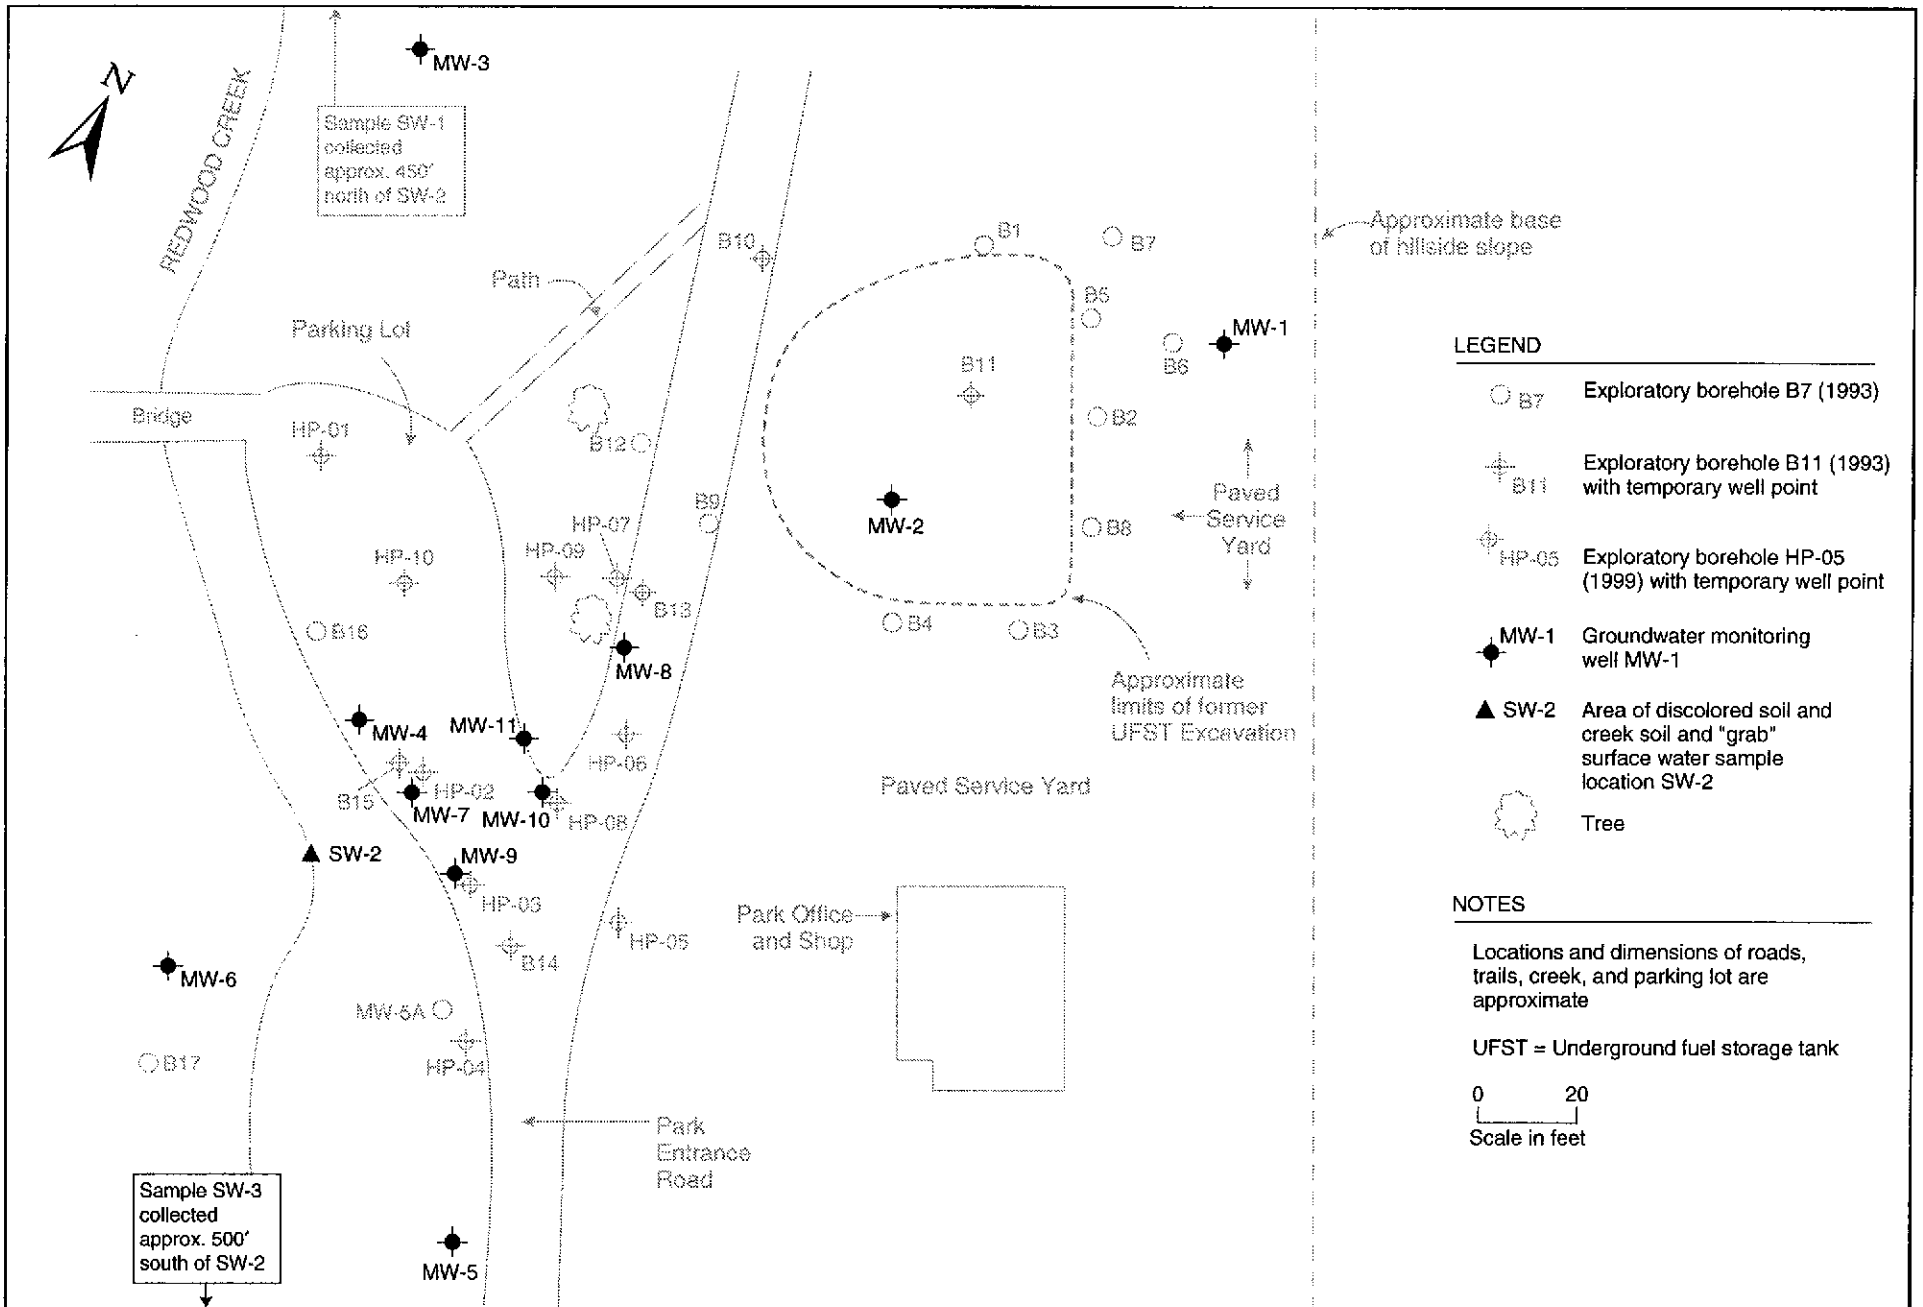 N
REDWOOD CREEK
MW-3
Sample SW-1
collected
approx. 450'
north of SW-2
Path
Parking Lot
Bridge
HP-01
HP-10
B16
B10
B1
B7
B5
B6
MW-1
B11
B2
B12
B9
MW-2
B8
Paved
Service
Yard
HP-07
HP-09
B13
B4
B3
MW-8
Approximate base
of hillside slope
Approximate
limits of former
UFST Excavation
MW-4
MW-11
HP-06
B15
HP-02
MW-7
MW-10
HP-08
Paved Service Yard
SW-2
MW-9
HP-03
B14
HP-05
Park Office
and Shop
MW-6
MW-5A
HP-04
B17
Park
Entrance
Road
Sample SW-3
collected
approx. 500'
south of SW-2
MW-5
LEGEND
B7 Exploratory borehole B7 (1993)
B11 Exploratory borehole B11 (1993)
with temporary well point
HP-05 Exploratory borehole HP-05
(1999) with temporary well point
MW-1 Groundwater monitoring
well MW-1
SW-2 Area of discolored soil and
creek soil and "grab"
surface water sample
location SW-2
Tree
NOTES
Locations and dimensions of roads,
trails, creek, and parking lot are
approximate
UFST = Underground fuel storage tank
0 20
Scale in feet